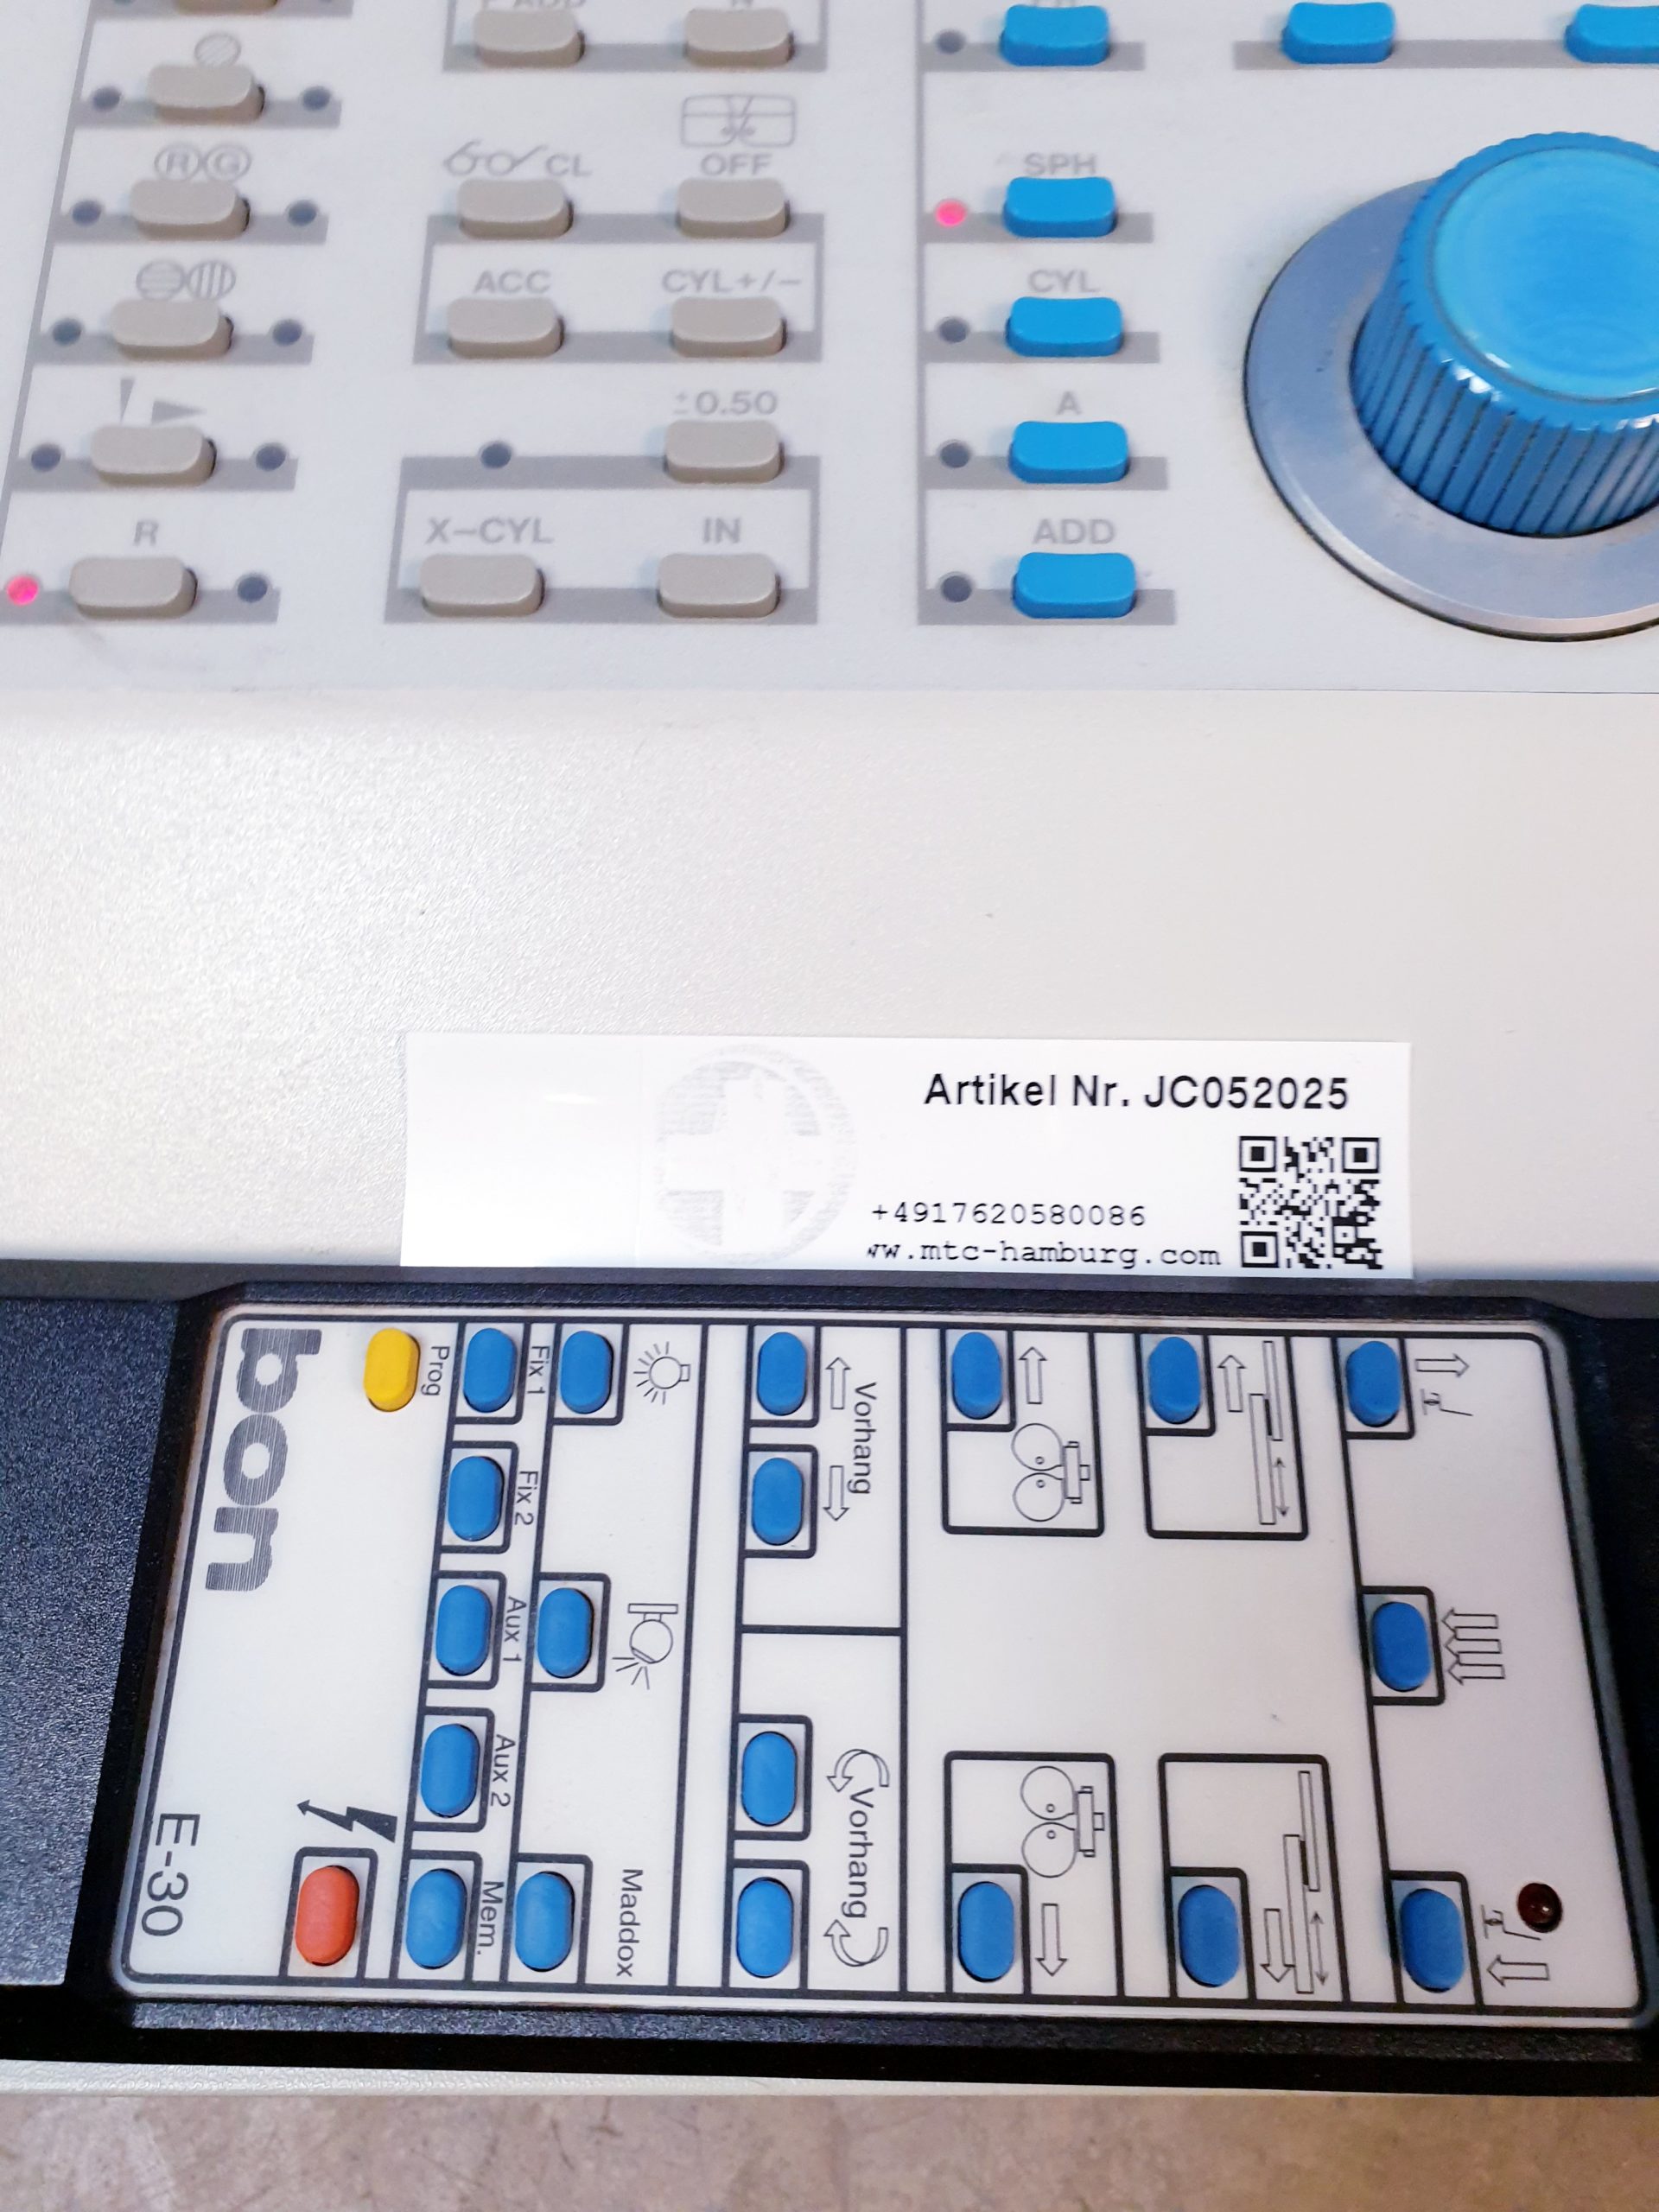 R G
CL
OFF
SPH
ACC
CYL+/−
CYL
±0.50
A
R
X−CYL
IN
ADD
Artikel Nr. JC052025
+4917620580086
ww.mtc-hamburg.com
Vorhang
Vorhang
Maddox
Fix 1
Fix 2
Aux 1
Aux 2
Mem.
Prog
bon
E-30